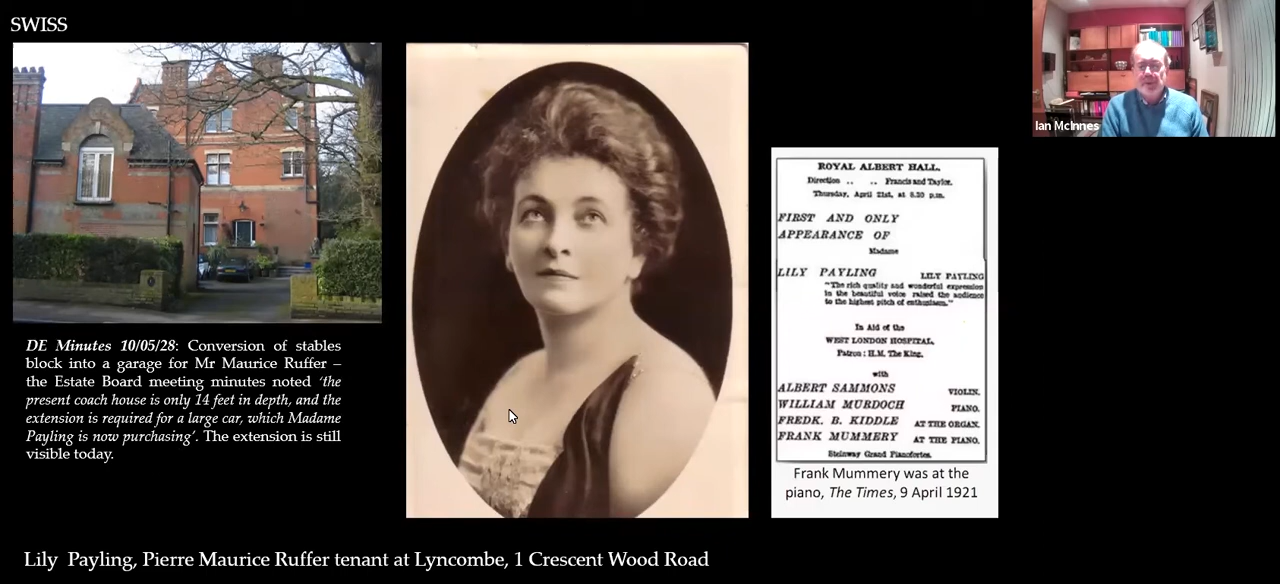 SWISS
Ian McInnes
ROYAL ALBERT HALL.
Direction .. .. Francis and Taylor.
Thursday, April 21st, at 8.30 p.m.
FIRST AND ONLY
APPEARANCE OF
Madame
LILY PAYLING LILY PAYLING
"The rich quality and wonderful expression
in the beautiful voice raised the audience
to the highest pitch of enthusiasm."
In Aid of the
WEST LONDON HOSPITAL.
Patron : H.M. The King.
with
ALBERT SAMMONS VIOLIN.
WILLIAM MURDOCH PIANO.
FREDK. B. KIDDLE AT THE ORGAN.
FRANK MUMMERY AT THE PIANO.
Steinway Grand Pianofortes.
Frank Mummery was at the
piano, The Times, 9 April 1921
DE Minutes 10/05/28: Conversion of stables
block into a garage for Mr Maurice Ruffer –
the Estate Board meeting minutes noted 'the
present coach house is only 14 feet in depth, and the
extension is required for a large car, which Madame
Payling is now purchasing'. The extension is still
visible today.
Lily Payling, Pierre Maurice Ruffer tenant at Lyncombe, 1 Crescent Wood Road